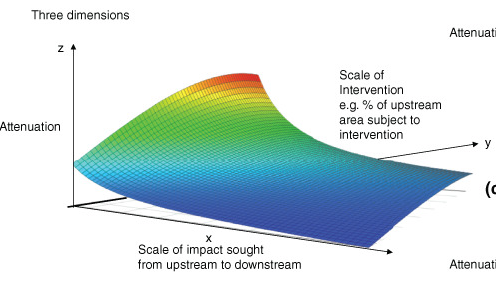 Three dimensions
z
Attenuation
Scale of
Intervention
e.g. % of upstream
area subject to
intervention
y
x
Scale of impact sought
from upstream to downstream